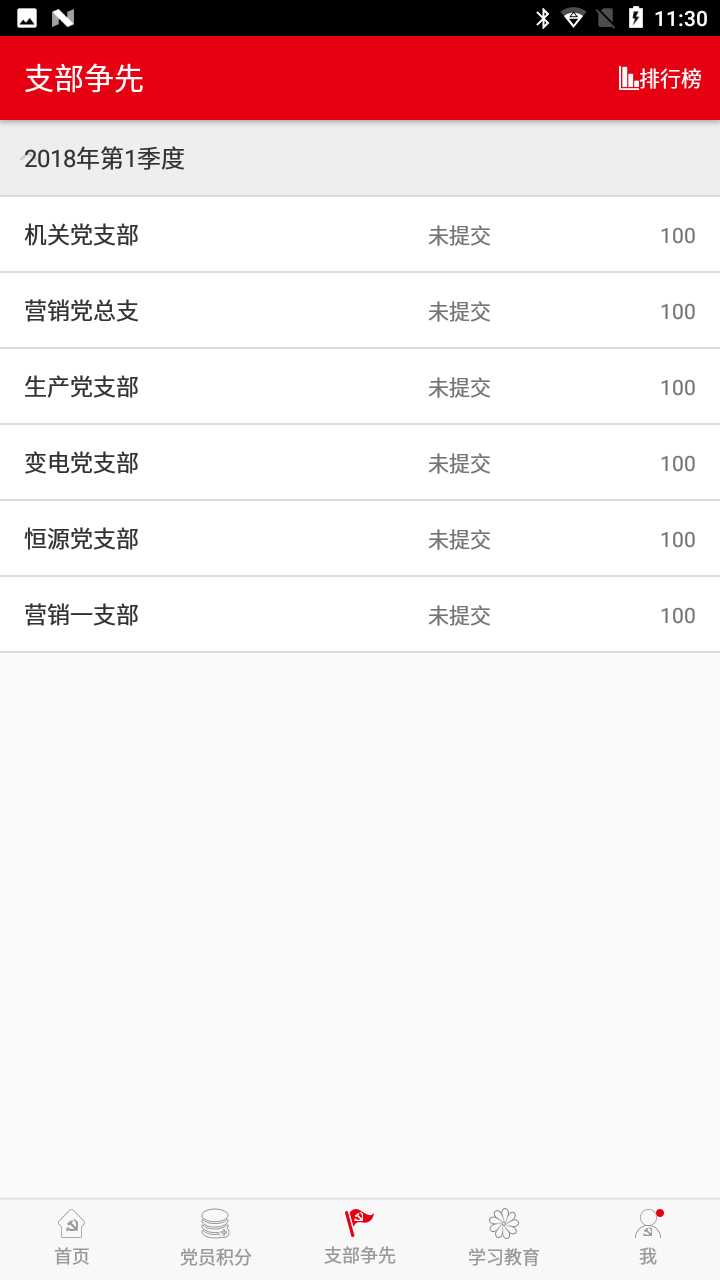 11:30
支部争先
排行榜
2018年第1季度
机关党支部 未提交 100
营销党总支 未提交 100
生产党支部 未提交 100
变电党支部 未提交 100
恒源党支部 未提交 100
营销一支部 未提交 100
首页 党员积分 支部争先 学习教育 我